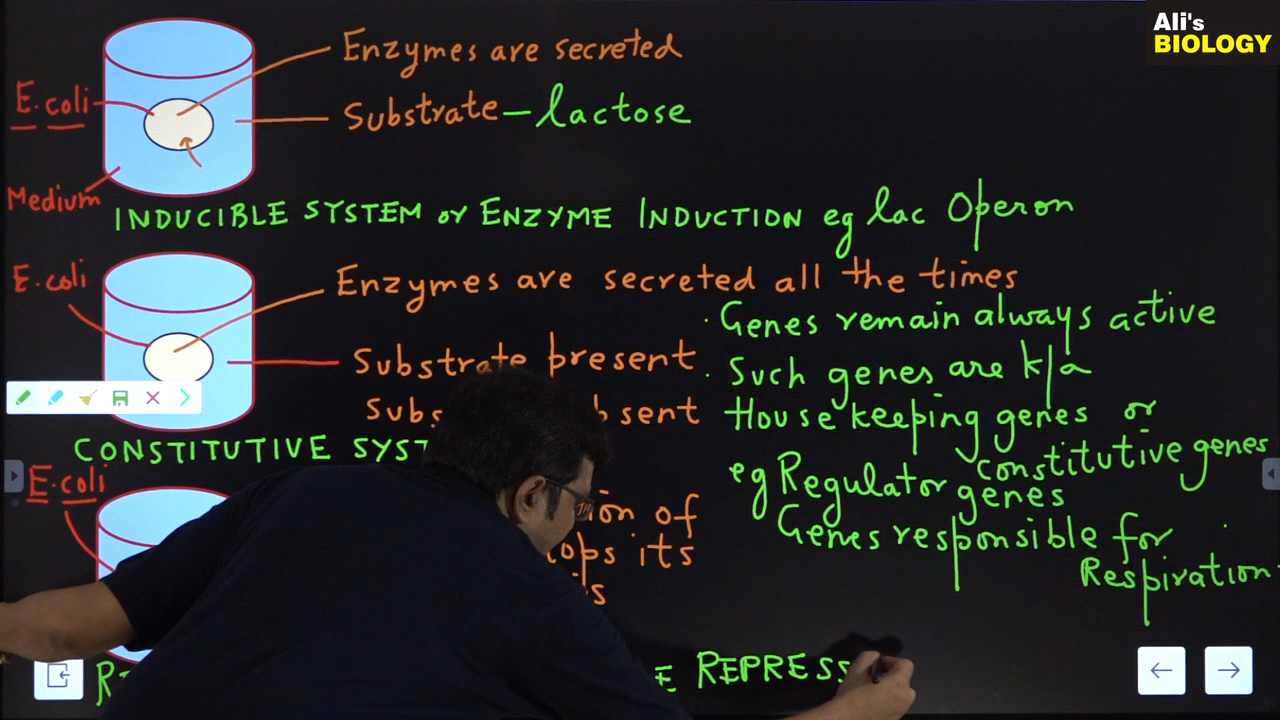 Ali's
BIOLOGY
Enzymes are secreted
E.coli
Substrate - lactose
Medium
INDUCIBLE SYSTEM or ENZYME INDUCTION eg lac Operon
E.coli
Enzymes are secreted all the times
Substrate present
CONSTITUTIVE
· Genes remain always active
· Such genes are k/a
House keeping genes or
constitutive genes
eg Regulator genes
Genes responsible for
Respiration
E.coli
of
its
REPRESS